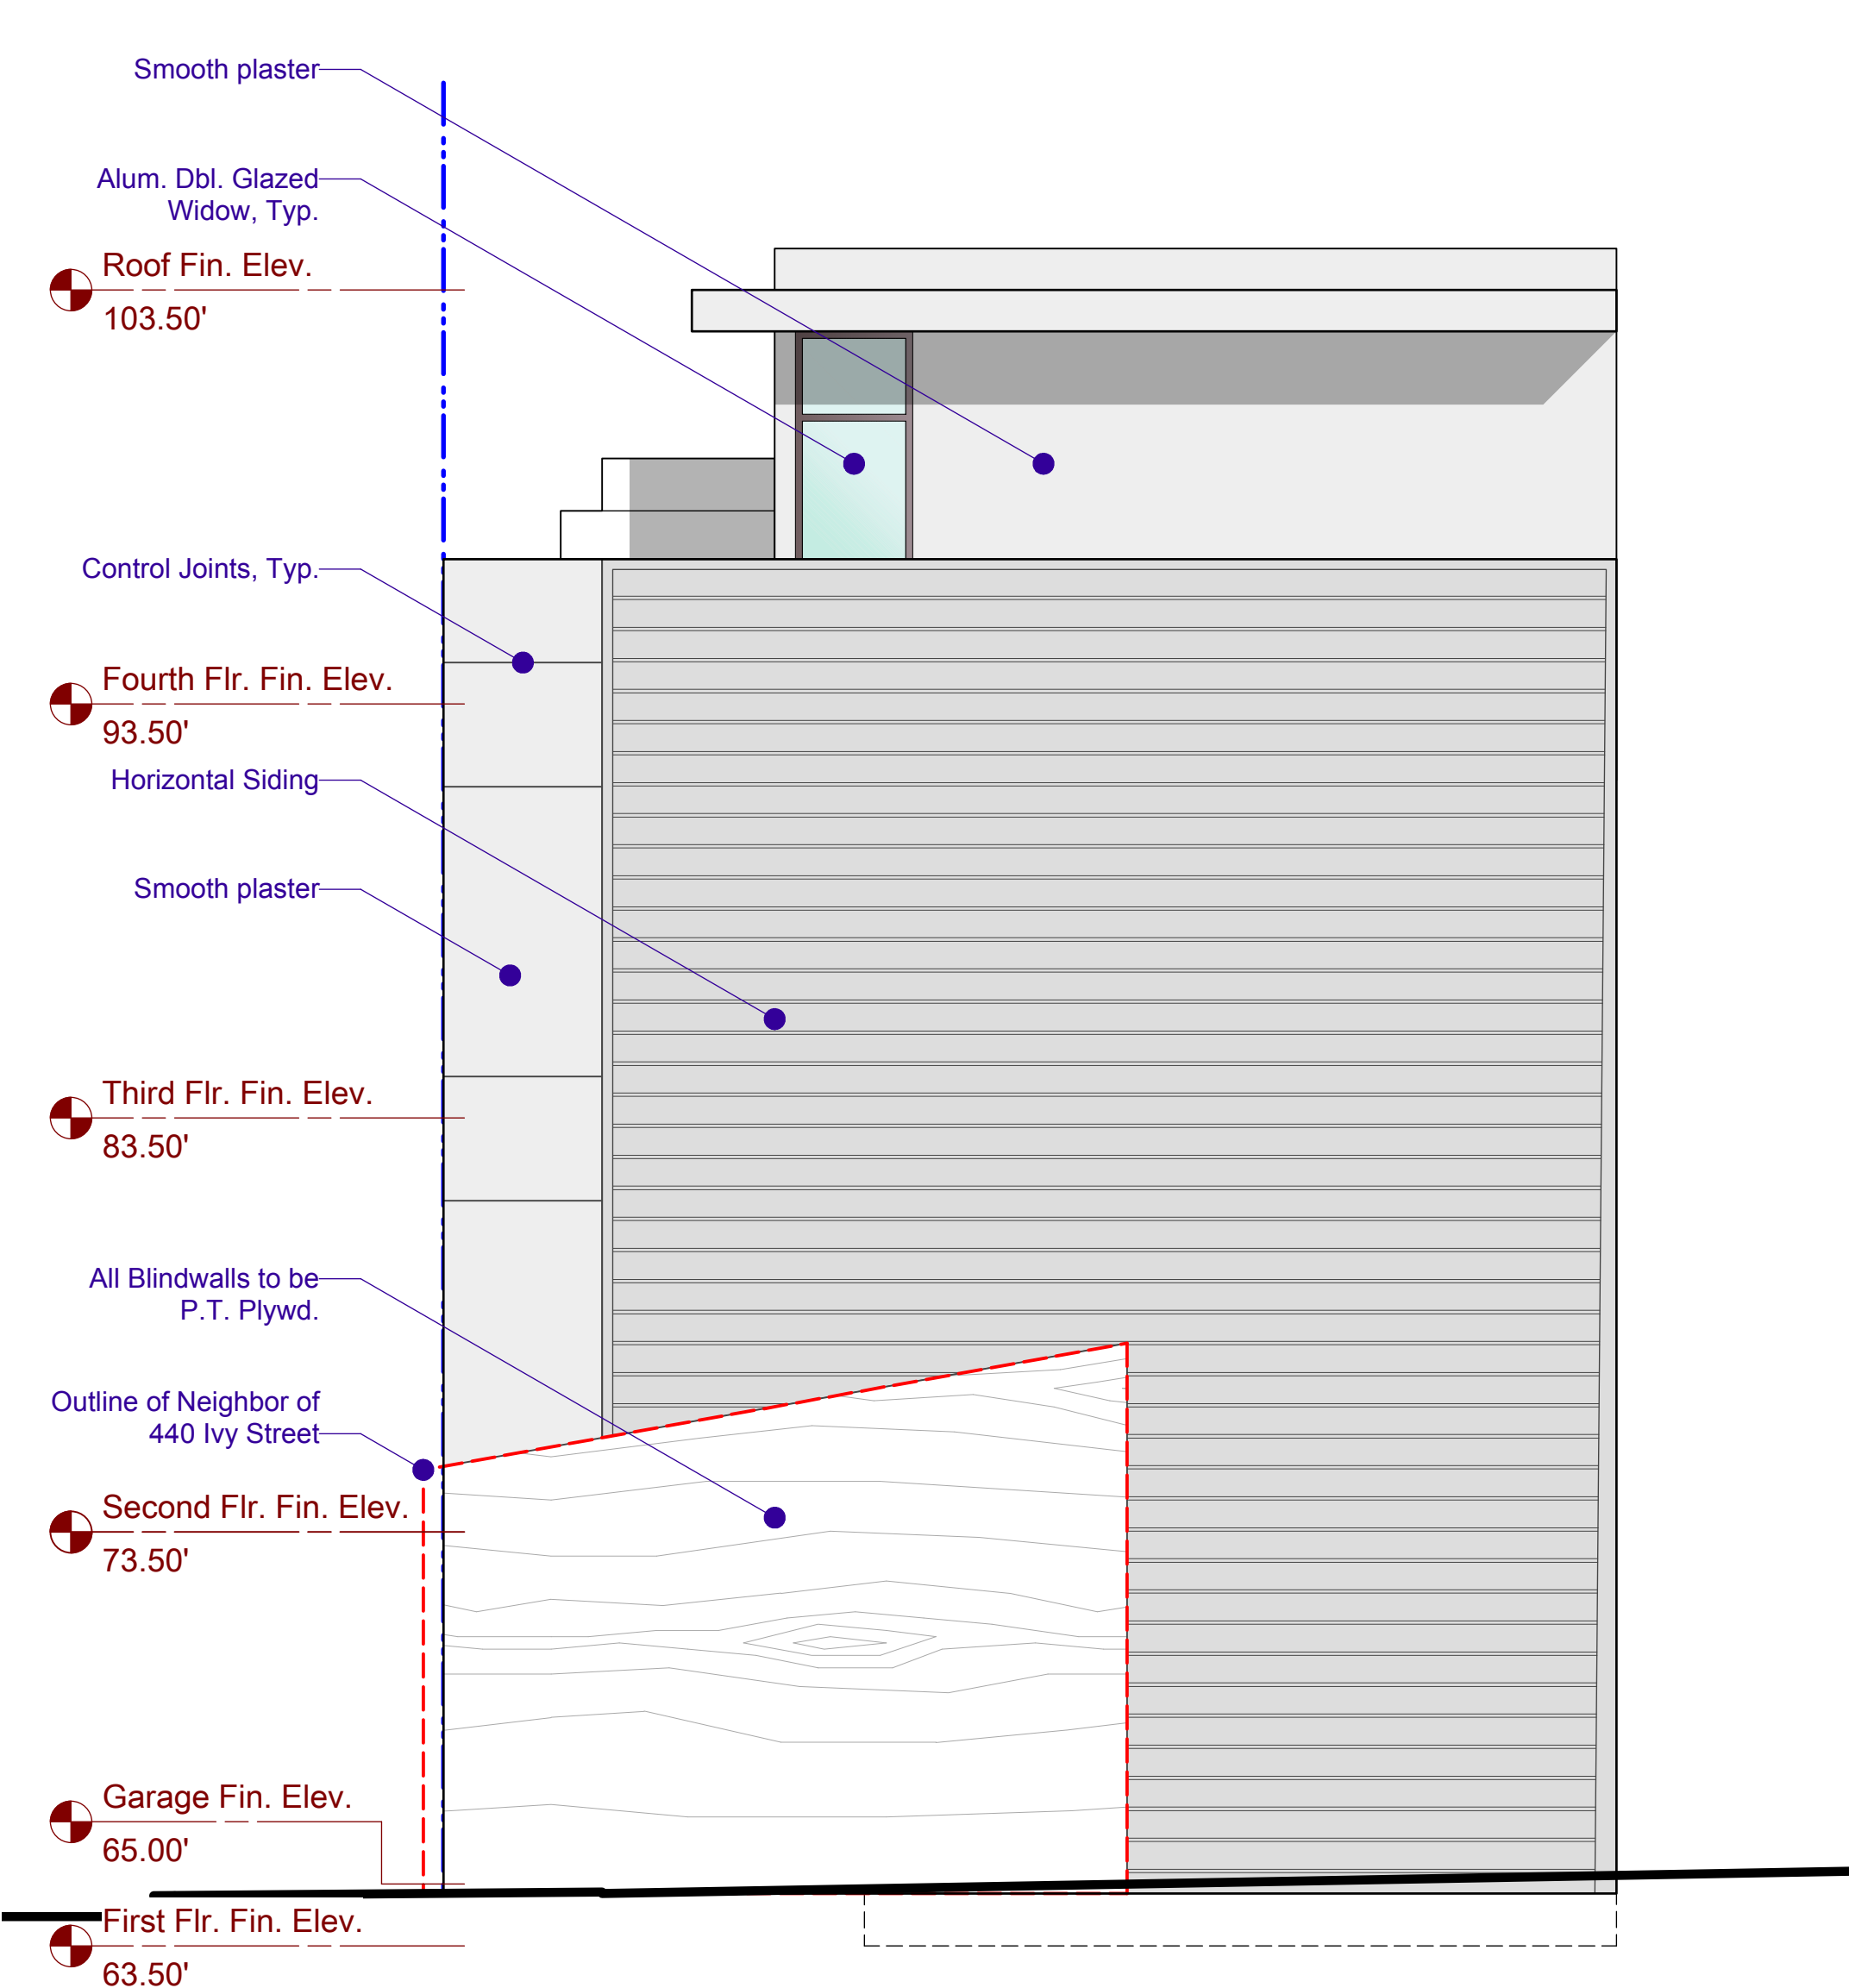 Smooth plaster
Alum. Dbl. Glazed
Widow, Typ.
Roof Fin. Elev.
103.50'
Control Joints, Typ.
Fourth Flr. Fin. Elev.
93.50'
Horizontal Siding
Smooth plaster
Third Flr. Fin. Elev.
83.50'
All Blindwalls to be
P.T. Plywd.
Outline of Neighbor of
440 Ivy Street
Second Flr. Fin. Elev.
73.50'
Garage Fin. Elev.
65.00'
First Flr. Fin. Elev.
63.50'